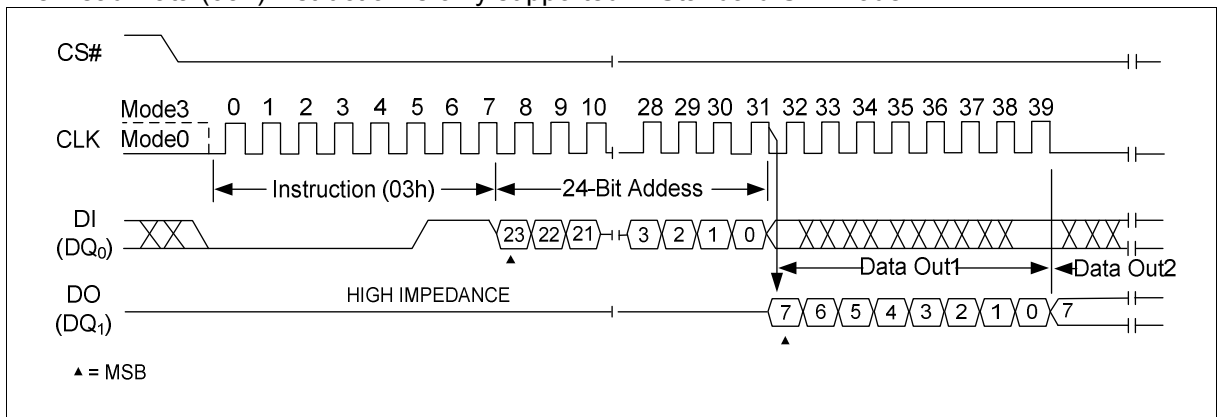 CS#
Mode3 0 1 2 3 4 5 6 7 8 9 10 28 29 30 31 32 33 34 35 36 37 38 39
CLK Mode0
Instruction (03h) 24-Bit Addess
DI
(DQ0) 23 22 21 3 2 1 0
Data Out1 Data Out2
DO HIGH IMPEDANCE
(DQ1) 7 6 5 4 3 2 1 0 7
▲ = MSB